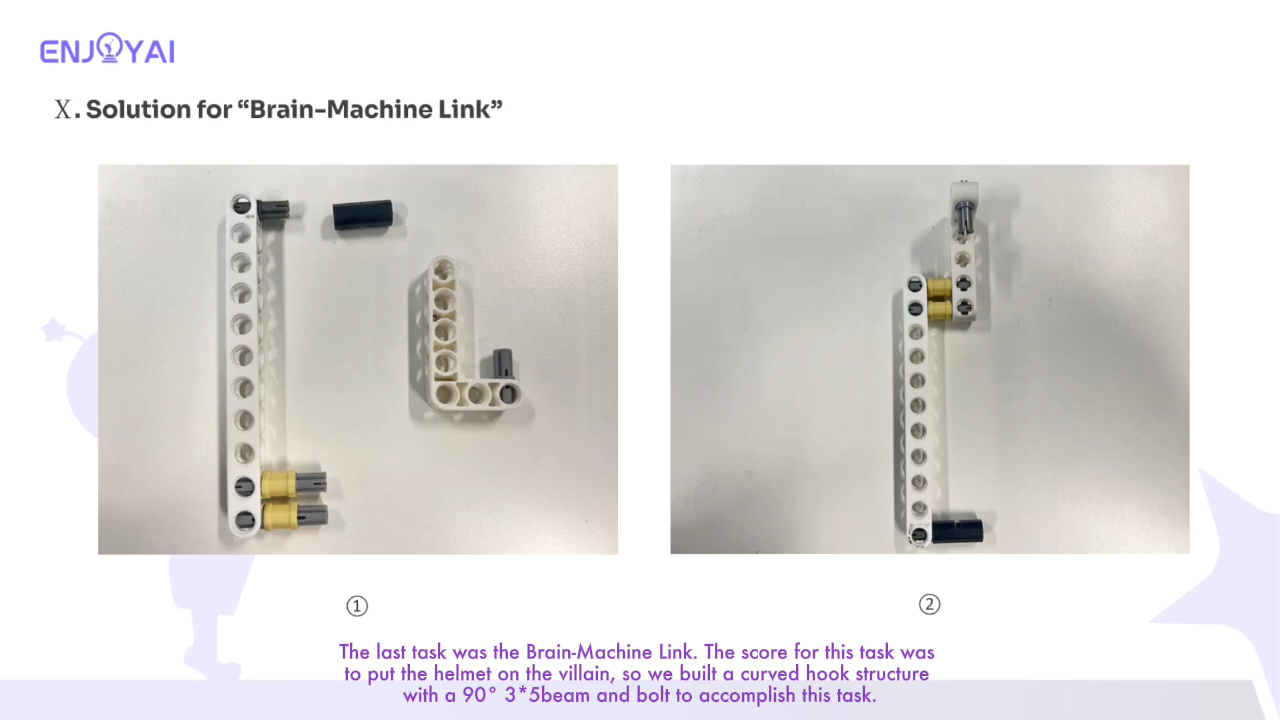 ENJOYAI
X. Solution for “Brain-Machine Link”
①
②
The last task was the Brain-Machine Link. The score for this task was
to put the helmet on the villain, so we built a curved hook structure
with a 90° 3*5beam and bolt to accomplish this task.